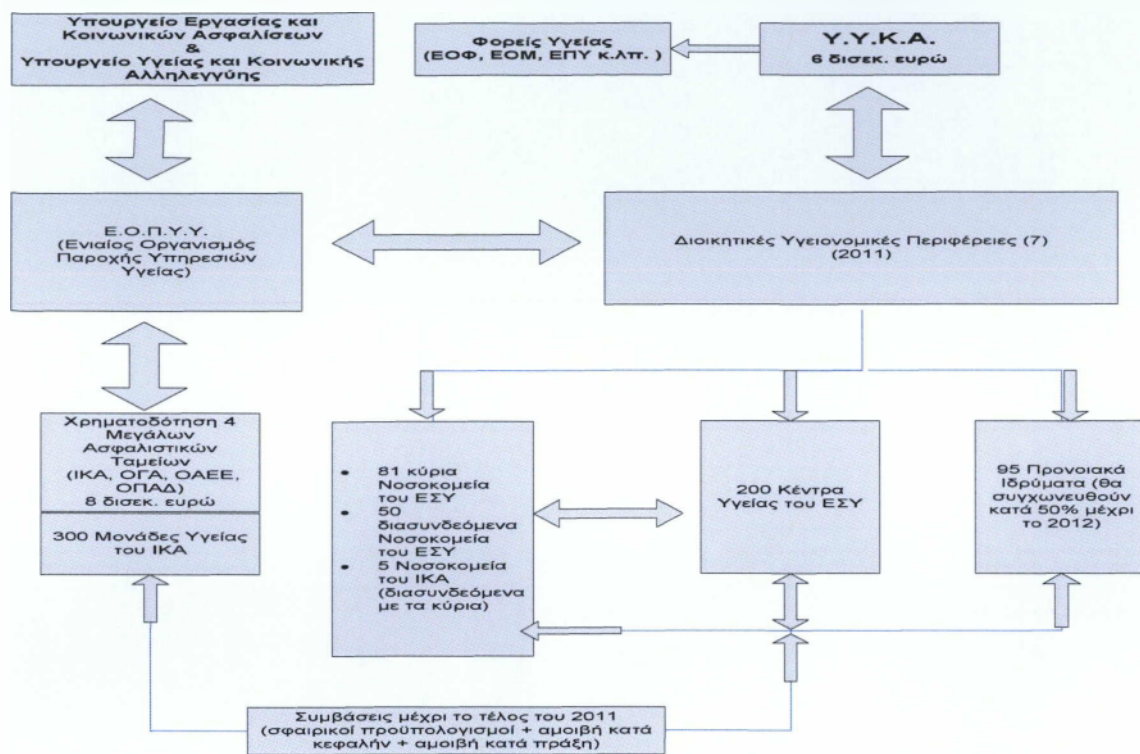 Υπουργείο Εργασίας και
Κοινωνικών Ασφαλίσεων
&
Υπουργείο Υγείας και Κοινωνικής
Αλληλεγγύης
Φορείς Υγείας
(ΕΟΦ, ΕΟΜ, ΕΠΥ κ.λπ. )
Υ.Υ.Κ.Α.
6 δισεκ. ευρώ
Ε.Ο.Π.Υ.Υ.
(Ενιαίος Οργανισμός
Παροχής Υπηρεσιών
Υγείας)
Διοικητικές Υγειονομικές Περιφέρειες (7)
(2011)
Χρηματοδότηση 4
Μεγάλων
Ασφαλιστικών
Ταμείων
(ΙΚΑ, ΟΓΑ, ΟΑΕΕ,
ΟΠΑΔ)
8 δισεκ. ευρώ
300 Μονάδες Υγείας
του ΙΚΑ
• 81 κύρια
Νοσοκομεία
του ΕΣΥ
• 50
διασυνδεόμενα
Νοσοκομεία
του ΕΣΥ
• 5 Νοσοκομεία
του ΙΚΑ
(διασυνδεόμενα
με τα κύρια)
200 Κέντρα
Υγείας του ΕΣΥ
95 Προνοιακά
Ιδρύματα (θα
συγχωνευθούν
κατά 50% μέχρι
το 2012)
Συμβάσεις μέχρι το τέλος του 2011
(σφαιρικοί προϋπολογισμοί + αμοιβή κατά
κεφαλήν + αμοιβή κατά πράξη)